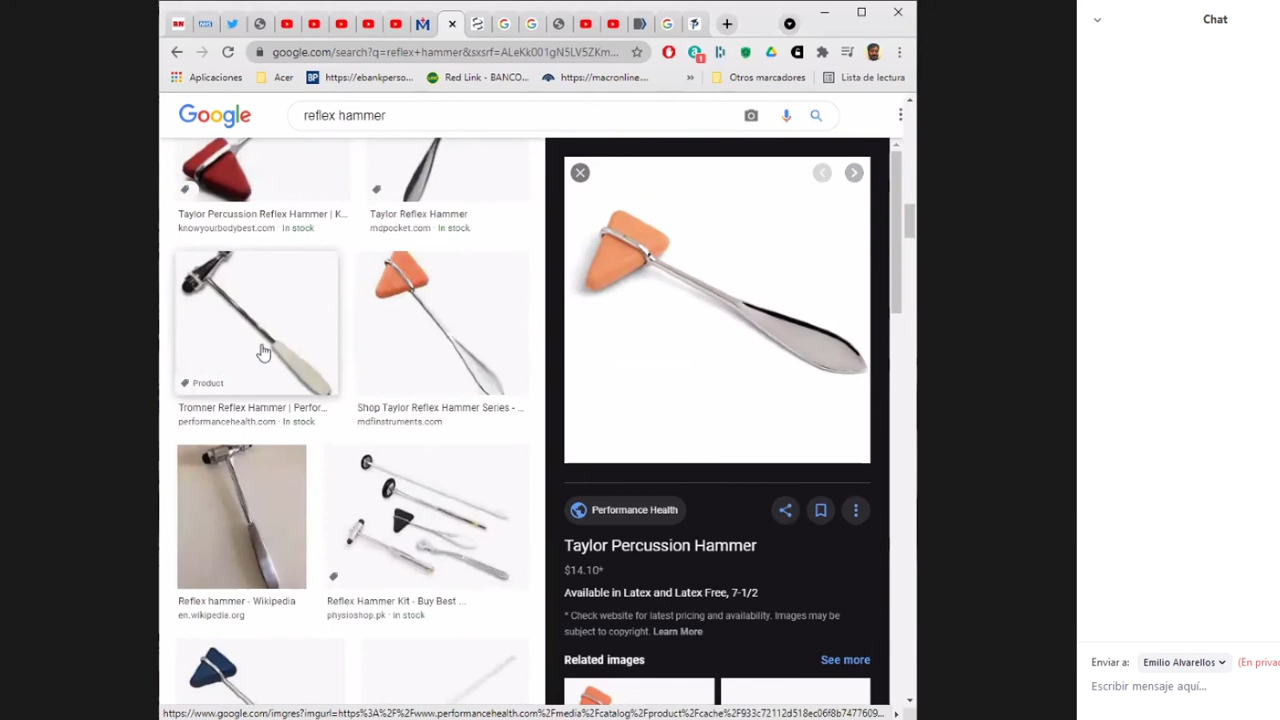 Chat
RN
NHS
1
google.com/search?q=reflex+hammer&sxsrf=ALeKk001gN5LV5ZKm...
Aplicaciones
Acer
BP
https://ebankperso...
Red Link - BANCO...
https://macronline...
»
Otros marcadores
Lista de lectura
Google
reflex hammer
Taylor Percussion Reflex Hammer | K...
knowyourbodybest.com · In stock
Taylor Reflex Hammer
mdpocket.com · In stock
Product
Tromner Reflex Hammer | Perfor...
performancehealth.com · In stock
Shop Taylor Reflex Hammer Series - ...
mdfinstruments.com
Reflex hammer - Wikipedia
en.wikipedia.org
Reflex Hammer Kit - Buy Best ...
physioshop.pk · In stock
Performance Health
Taylor Percussion Hammer
$14.10*
Available in Latex and Latex Free, 7-1/2
* Check website for latest pricing and availability. Images may be
subject to copyright. Learn More
Related images
See more
Enviar a:
Emilio Alvarellos
(En privac
Escribir mensaje aquí...
https://www.google.com/imgres?imgurl=https%3A%2F%2Fwww.performancehealth.com%2Fmedia%2Fcatalog%2Fproduct%2Fcache%2F933c72112d518ec06f8b7477609...